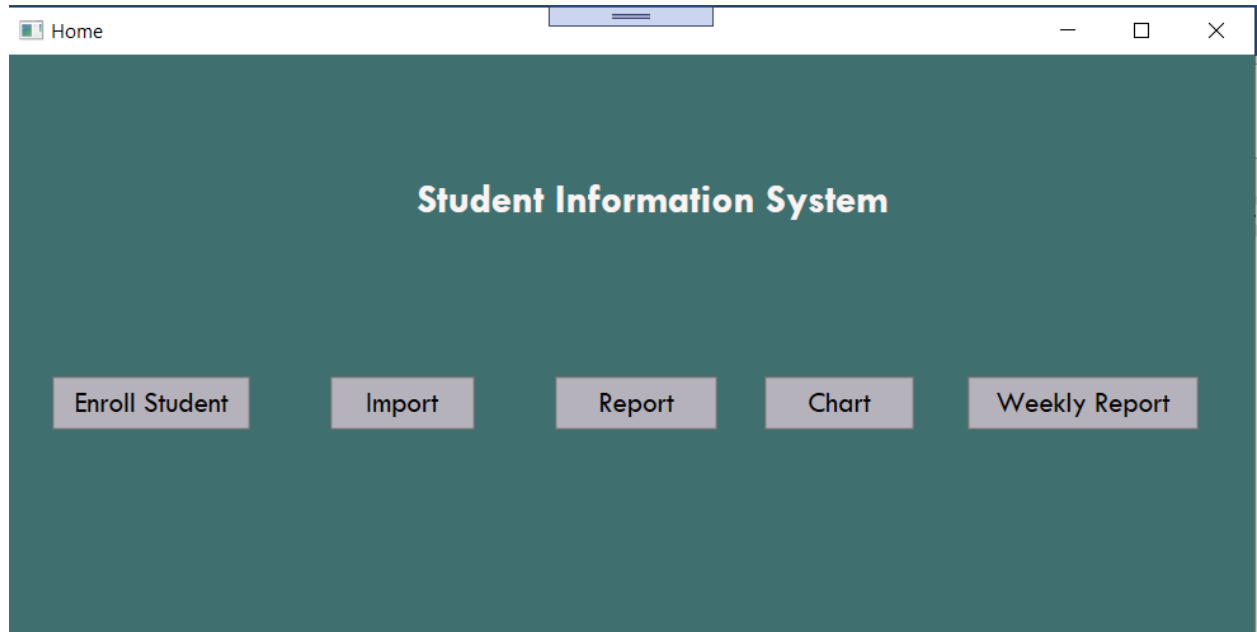 Home
Student Information System
Enroll Student Import Report Chart Weekly Report